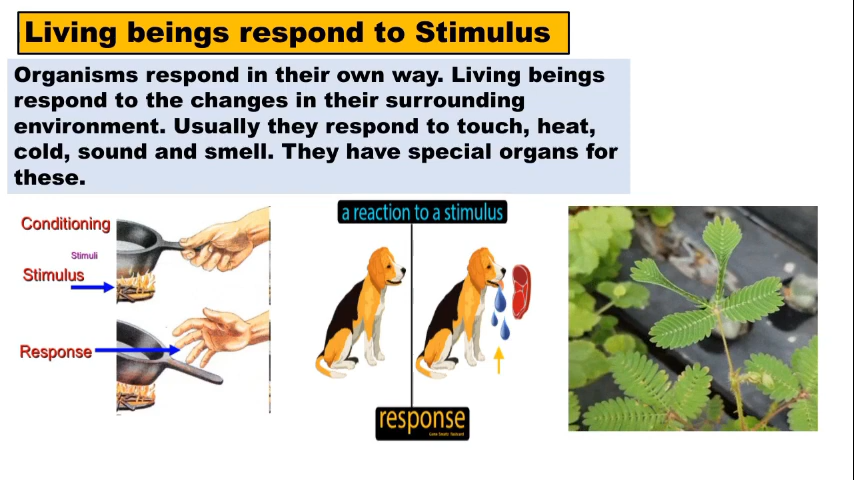 Living beings respond to Stimulus
Organisms respond in their own way. Living beings
respond to the changes in their surrounding
environment. Usually they respond to touch, heat,
cold, sound and smell. They have special organs for
these.
Conditioning
Stimuli
Stimulus
Response
a reaction to a stimulus
response